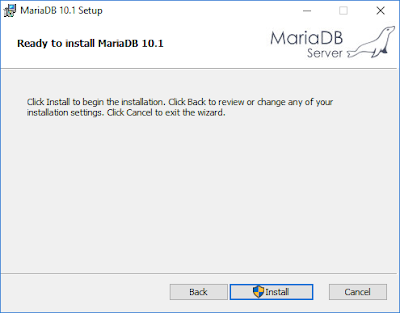 MariaDB 10.1 Setup
Ready to install MariaDB 10.1
MariaDB
Server
Click Install to begin the installation. Click Back to review or change any of your
installation settings. Click Cancel to exit the wizard.
Back
Install
Cancel